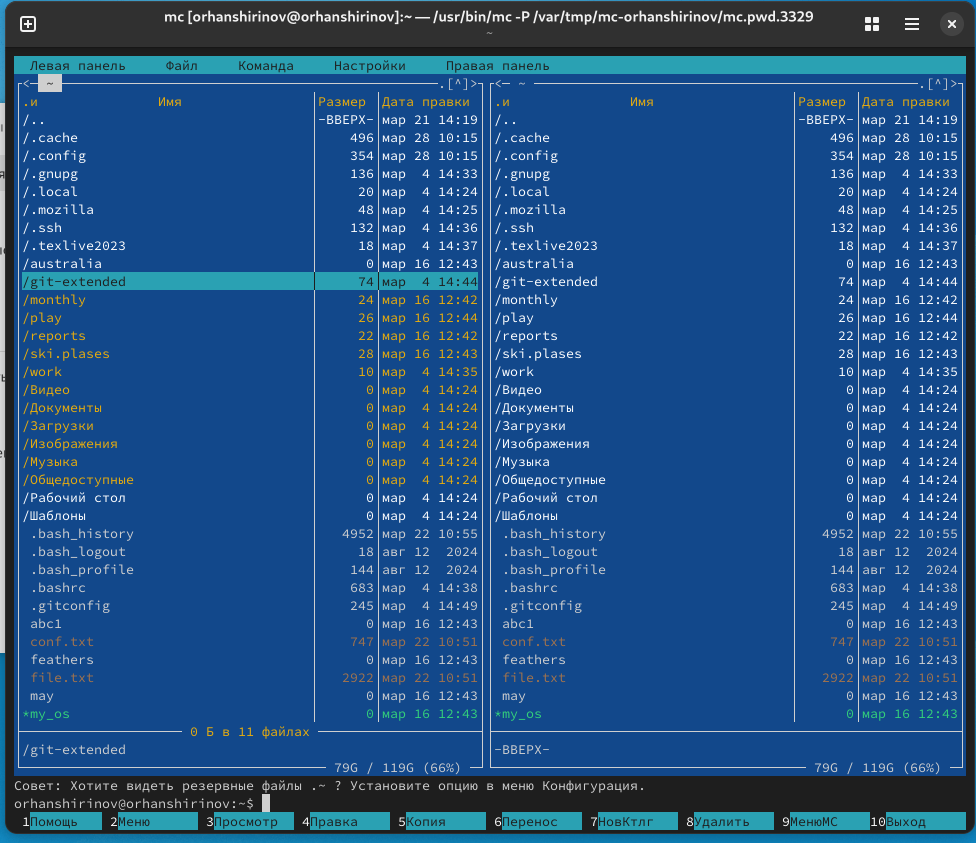 mc [orhanshirinov@orhanshirinov]:~ — /usr/bin/mc -P /var/tmp/mc-orhanshirinov/mc.pwd.3329
~
Левая панель Файл Команда Настройки Правая панель
<─ ~ .[^]> <─ ~ .[^]>
.и Имя Размер Дата правки .и Имя Размер Дата правки
/.. -ВВЕРХ- мар 21 14:19 /.. -ВВЕРХ- мар 21 14:19
/.cache 496 мар 28 10:15 /.cache 496 мар 28 10:15
/.config 354 мар 28 10:15 /.config 354 мар 28 10:15
/.gnupg 136 мар 4 14:33 /.gnupg 136 мар 4 14:33
/.local 20 мар 4 14:24 /.local 20 мар 4 14:24
/.mozilla 48 мар 4 14:25 /.mozilla 48 мар 4 14:25
/.ssh 132 мар 4 14:36 /.ssh 132 мар 4 14:36
/.texlive2023 18 мар 4 14:37 /.texlive2023 18 мар 4 14:37
/australia 0 мар 16 12:43 /australia 0 мар 16 12:43
/git-extended 74 мар 4 14:44 /git-extended 74 мар 4 14:44
/monthly 24 мар 16 12:42 /monthly 24 мар 16 12:42
/play 26 мар 16 12:44 /play 26 мар 16 12:44
/reports 22 мар 16 12:42 /reports 22 мар 16 12:42
/ski.plases 28 мар 16 12:43 /ski.plases 28 мар 16 12:43
/work 10 мар 4 14:35 /work 10 мар 4 14:35
/Видео 0 мар 4 14:24 /Видео 0 мар 4 14:24
/Документы 0 мар 4 14:24 /Документы 0 мар 4 14:24
/Загрузки 0 мар 4 14:24 /Загрузки 0 мар 4 14:24
/Изображения 0 мар 4 14:24 /Изображения 0 мар 4 14:24
/Музыка 0 мар 4 14:24 /Музыка 0 мар 4 14:24
/Общедоступные 0 мар 4 14:24 /Общедоступные 0 мар 4 14:24
/Рабочий стол 0 мар 4 14:24 /Рабочий стол 0 мар 4 14:24
/Шаблоны 0 мар 4 14:24 /Шаблоны 0 мар 4 14:24
.bash_history 4952 мар 22 10:55 .bash_history 4952 мар 22 10:55
.bash_logout 18 авг 12 2024 .bash_logout 18 авг 12 2024
.bash_profile 144 авг 12 2024 .bash_profile 144 авг 12 2024
.bashrc 683 мар 4 14:38 .bashrc 683 мар 4 14:38
.gitconfig 245 мар 4 14:49 .gitconfig 245 мар 4 14:49
abc1 0 мар 16 12:43 abc1 0 мар 16 12:43
conf.txt 747 мар 22 10:51 conf.txt 747 мар 22 10:51
feathers 0 мар 16 12:43 feathers 0 мар 16 12:43
file.txt 2922 мар 22 10:51 file.txt 2922 мар 22 10:51
may 0 мар 16 12:43 may 0 мар 16 12:43
*my_os 0 мар 16 12:43 *my_os 0 мар 16 12:43
0 Б в 11 файлах
/git-extended -ВВЕРХ-
79G / 119G (66%) 79G / 119G (66%)
Совет: Хотите видеть резервные файлы .~ ? Установите опцию в меню Конфигурация.
orhanshirinov@orhanshirinov:~$
1Помощь 2Меню 3Просмотр 4Правка 5Копия 6Перенос 7НовКтлг 8Удалить 9МенюМС 10Выход